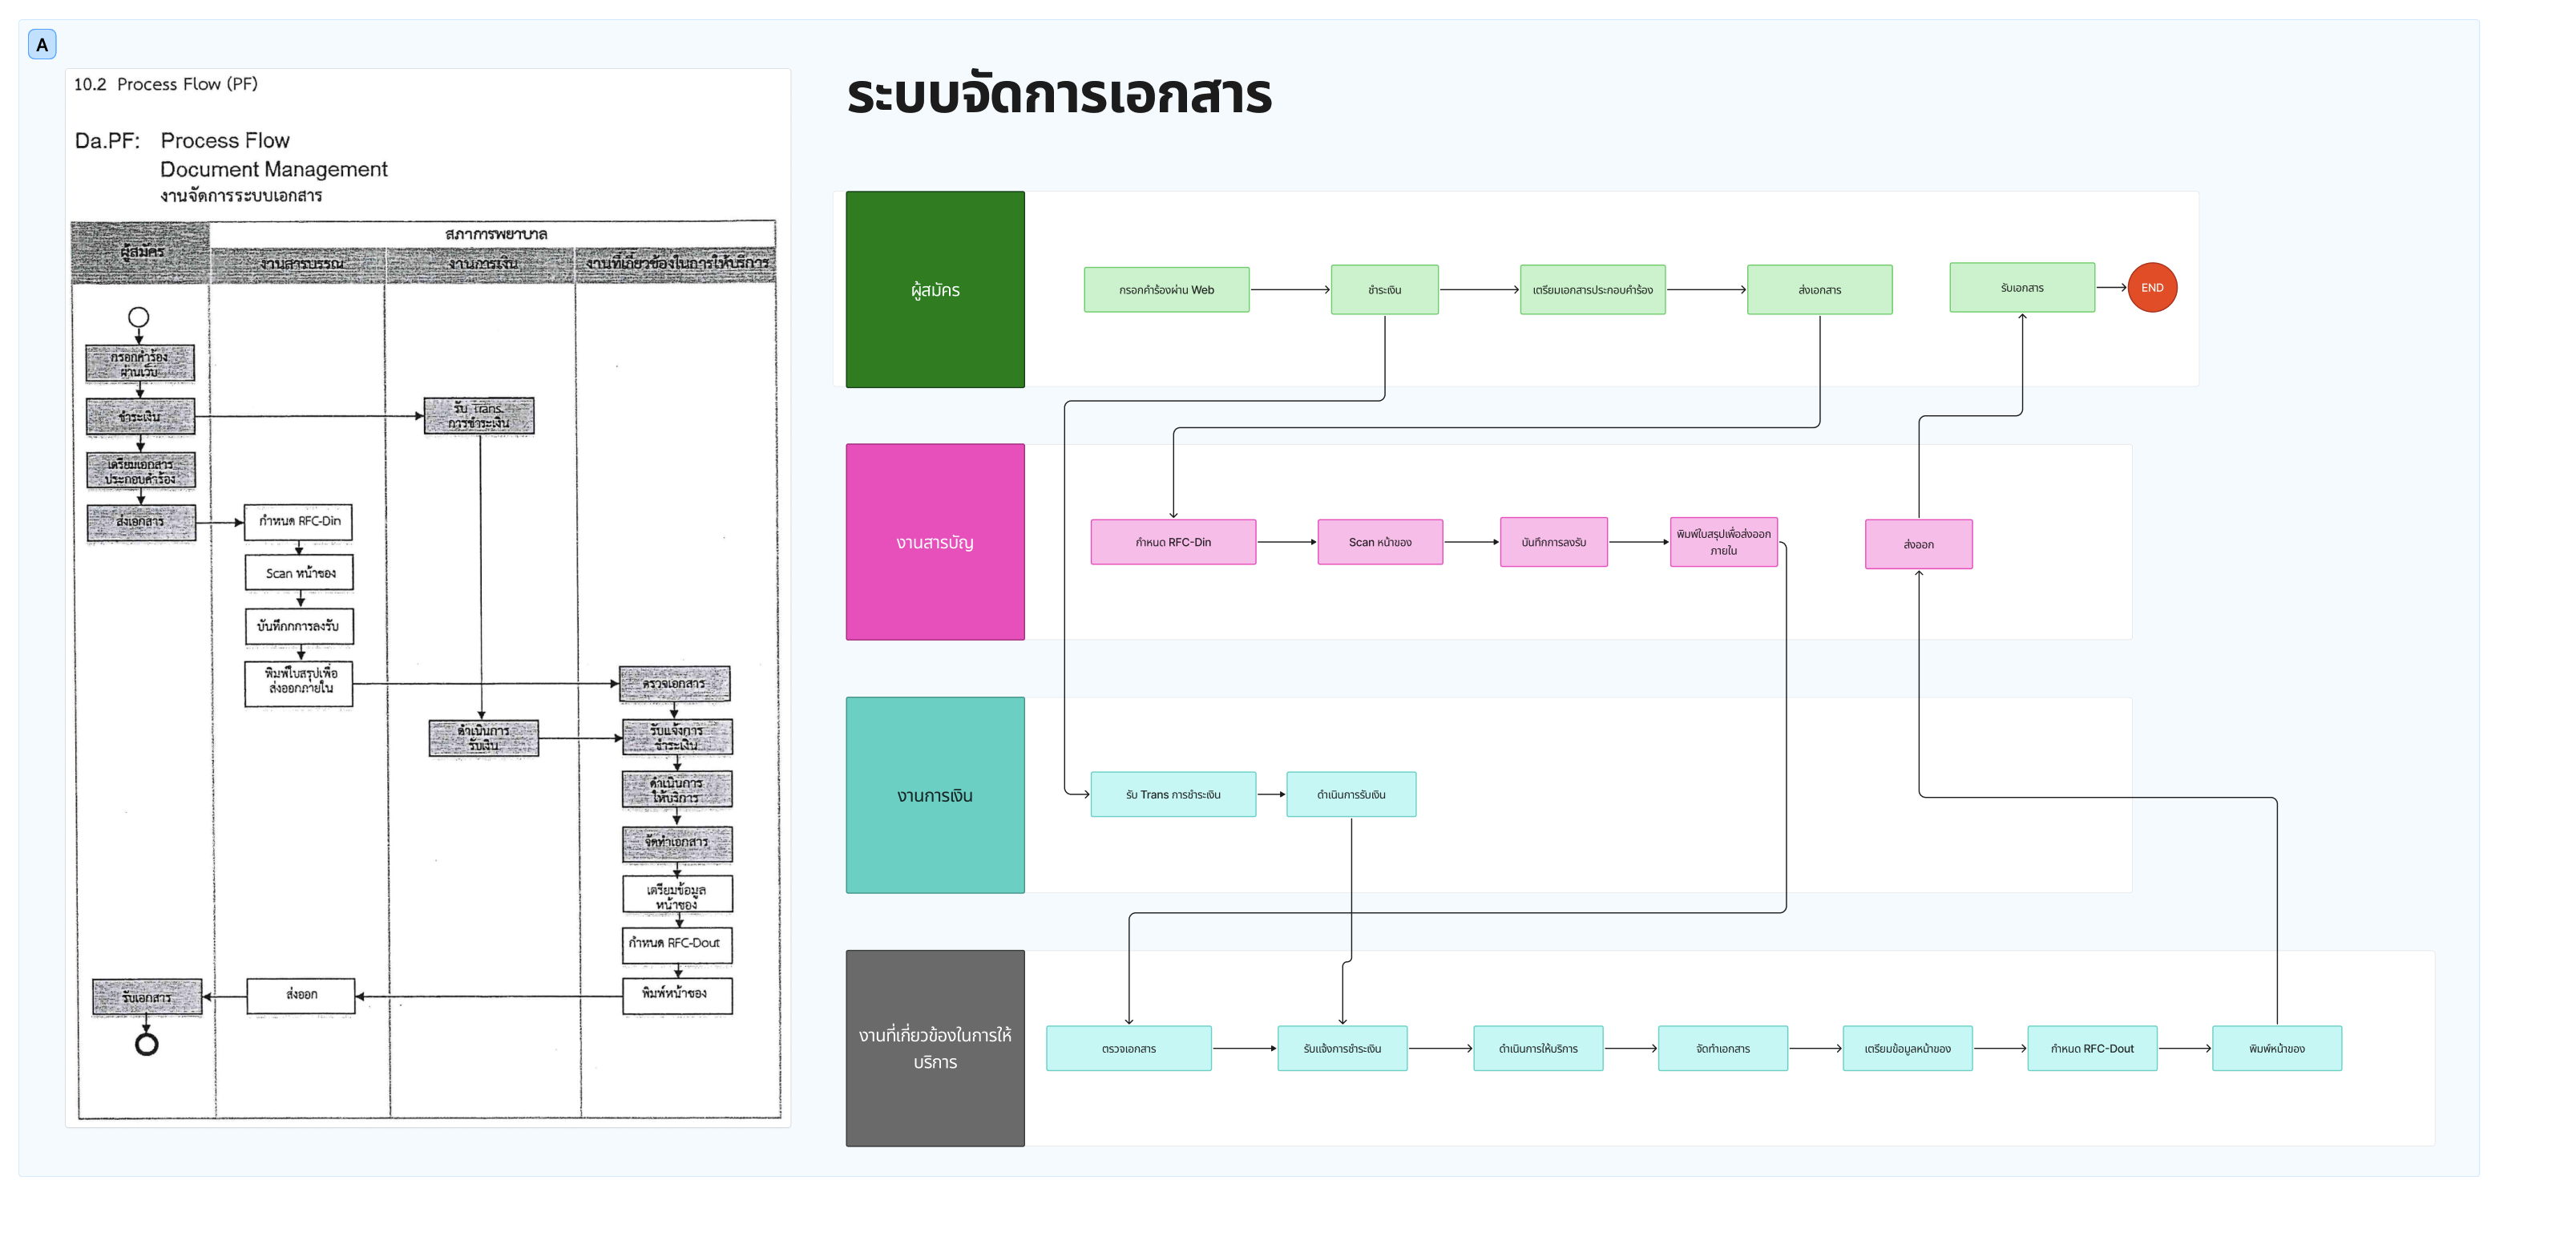 A
10.2 Process Flow (PF)
Da.PF: Process Flow
Document Management
งานจัดการระบบเอกสาร
ผู้สมัคร
สภาการพยาบาล
งานสารบรรณ
งานการเงิน
งานที่เกี่ยวข้องในการให้บริการ
กรอกคำร้อง
ผ่านเว็บ
ชำระเงิน
รับ Trans.
การชำระเงิน
เตรียมเอกสาร
ประกอบคำร้อง
ส่งเอกสาร
กำหนด RFC-Din
Scan หน้าซอง
บันทึกการลงรับ
พิมพ์ใบสรุปเพื่อ
ส่งออกภายใน
ตรวจเอกสาร
ดำเนินการ
รับเงิน
รับแจ้งการ
ชำระเงิน
ดำเนินการ
ให้บริการ
จัดทำเอกสาร
เตรียมข้อมูล
หน้าซอง
กำหนด RFC-Dout
รับเอกสาร
ส่งออก
พิมพ์หน้าซอง
ระบบจัดการเอกสาร
ผู้สมัคร
กรอกคำร้องผ่าน Web
ชำระเงิน
เตรียมเอกสารประกอบคำร้อง
ส่งเอกสาร
รับเอกสาร
END
งานสารบัญ
กำหนด RFC-Din
Scan หน้าซอง
บันทึกการลงรับ
พิมพ์ใบสรุปเพื่อส่งออก
ภายใน
ส่งออก
งานการเงิน
รับ Trans การชำระเงิน
ดำเนินการรับเงิน
งานที่เกี่ยวข้องในการให้
บริการ
ตรวจเอกสาร
รับแจ้งการชำระเงิน
ดำเนินการให้บริการ
จัดทำเอกสาร
เตรียมข้อมูลหน้าซอง
กำหนด RFC-Dout
พิมพ์หน้าซอง